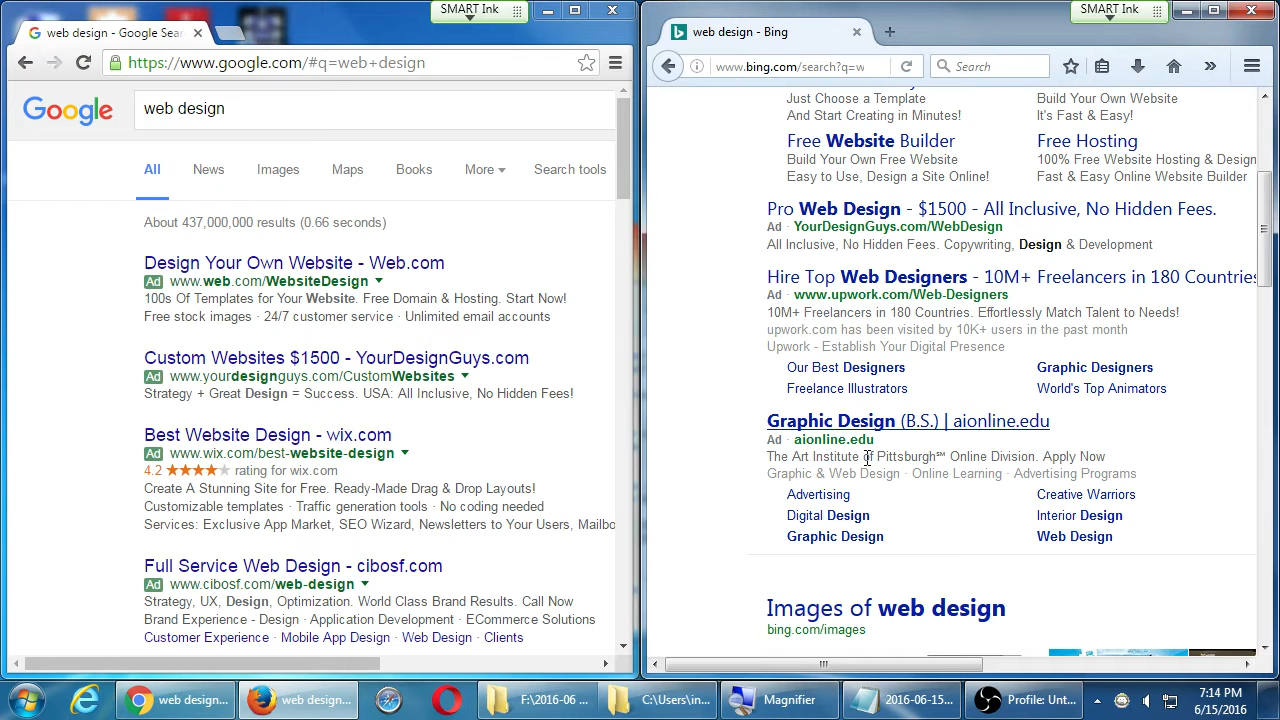 SMART Ink
web design - Google Sear
https://www.google.com/#q=web+design
Google
web design
All
News
Images
Maps
Books
More
Search tools
About 437,000,000 results (0.66 seconds)
Design Your Own Website - Web.com
Ad www.web.com/WebsiteDesign
100s Of Templates for Your Website. Free Domain & Hosting. Start Now!
Free stock images · 24/7 customer service · Unlimited email accounts
Custom Websites $1500 - YourDesignGuys.com
Ad www.yourdesignguys.com/CustomWebsites
Strategy + Great Design = Success. USA: All Inclusive, No Hidden Fees!
Best Website Design - wix.com
Ad www.wix.com/best-website-design
4.2 ★★★★★ rating for wix.com
Create A Stunning Site for Free. Ready-Made Drag & Drop Layouts!
Customizable templates · Traffic generation tools · No coding needed
Services: Exclusive App Market, SEO Wizard, Newsletters to Your Users, Mailbo
Full Service Web Design - cibosf.com
Ad www.cibosf.com/web-design
Strategy, UX, Design, Optimization. World Class Brand Results. Call Now
Brand Experience - Design · Application Development · ECommerce Solutions
Customer Experience · Mobile App Design · Web Design · Clients
SMART Ink
web design - Bing
www.bing.com/search?q=w
Search
Just Choose a Template
And Start Creating in Minutes!
Build Your Own Website
It's Fast & Easy!
Free Website Builder
Build Your Own Free Website
Easy to Use, Design a Site Online!
Free Hosting
100% Free Website Hosting & Design
Fast & Easy Online Website Builder
Pro Web Design - $1500 - All Inclusive, No Hidden Fees.
Ad · YourDesignGuys.com/WebDesign
All Inclusive, No Hidden Fees. Copywriting, Design & Development
Hire Top Web Designers - 10M+ Freelancers in 180 Countries
Ad · www.upwork.com/Web-Designers
10M+ Freelancers in 180 Countries. Effortlessly Match Talent to Needs!
upwork.com has been visited by 10K+ users in the past month
Upwork - Establish Your Digital Presence
Our Best Designers
Graphic Designers
Freelance Illustrators
World's Top Animators
Graphic Design (B.S.) | aionline.edu
Ad · aionline.edu
The Art Institute of Pittsburgh℠ Online Division. Apply Now
Graphic & Web Design · Online Learning · Advertising Programs
Advertising
Creative Warriors
Digital Design
Interior Design
Graphic Design
Web Design
Images of web design
bing.com/images
web design...
web design...
F:\2016-06 ...
C:\Users\in...
Magnifier
2016-06-15...
Profile: Unt...
7:14 PM
6/15/2016